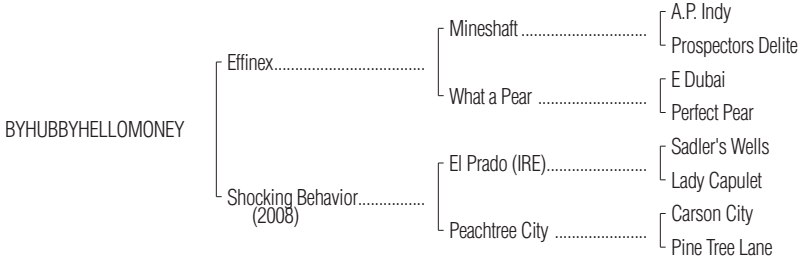 A.P. Indy
Mineshaft
Prospectors Delite
Effinex
E Dubai
What a Pear
Perfect Pear
BYHUBBYHELLOMONEY
Sadler's Wells
El Prado (IRE)
Lady Capulet
Shocking Behavior
(2008)
Carson City
Peachtree City
Pine Tree Lane